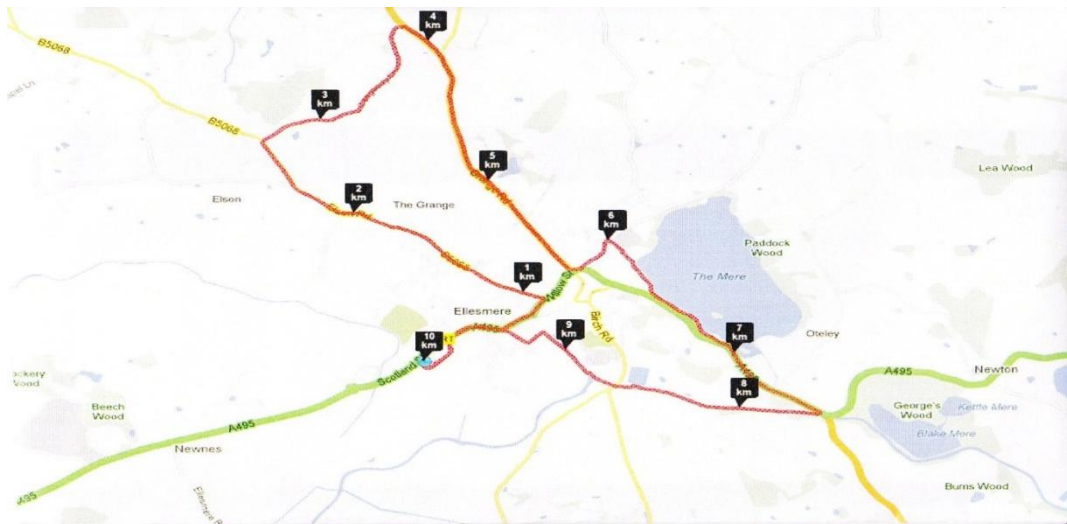 4
km
B5068
3
km
B5068
5
km
Lea Wood
2
km
Elson
The Grange
6
km
Paddock
Wood
The Mere
1
km
Willow St
Ellesmere
Birch Rd
A495
9
km
Oteley
7
km
10
km
Scotland
A495
Newton
8
km
George's
Wood
Kettle Mere
Blake Mere
Beech
Wood
A495
Newnes
Burns Wood